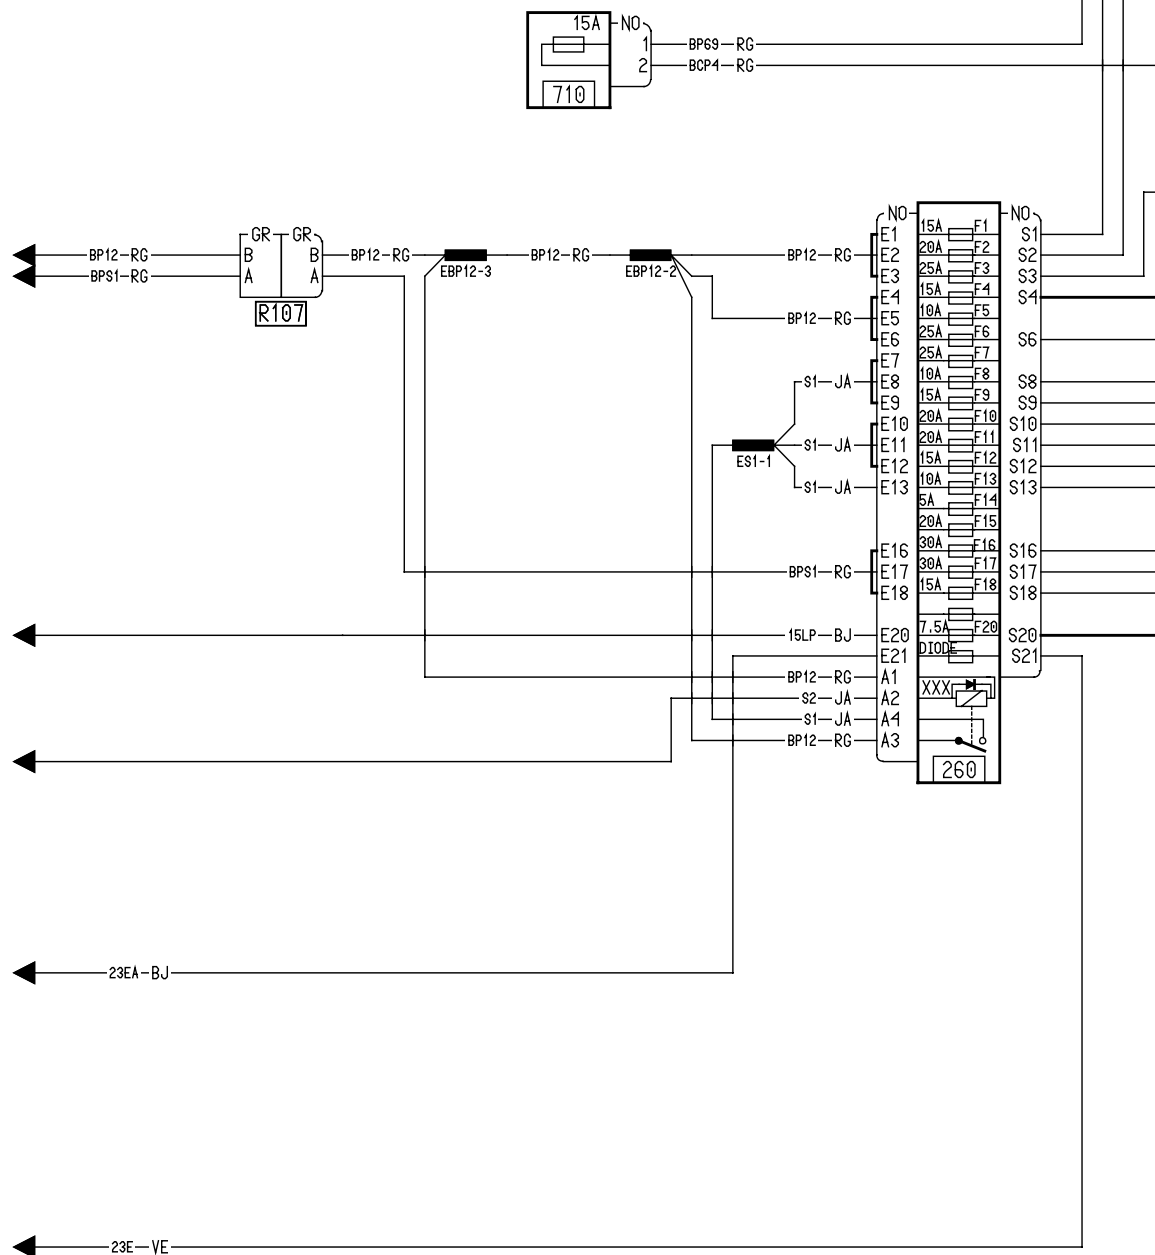 15A NO
1 BP69 RG
2 BCP4 RG
710
NO NO
E1 15A F1 S1
GR GR
BP12-RG B B BP12-RG BP12-RG BP12-RG E2 20A F2 S2
BPS1-RG A A EBP12-3 EBP12-2 E3 25A F3 S3
E4 15A F4 S4
R107
BP12-RG E5 10A F5
E6 25A F6 S6
E7 25A F7
S1-JA E8 10A F8 S8
E9 15A F9 S9
E10 20A F10 S10
S1-JA E11 20A F11 S11
ES1-1 E12 15A F12 S12
S1-JA E13 10A F13 S13
5A F14
20A F15
E16 30A F16 S16
BPS1-RG E17 30A F17 S17
E18 15A F18 S18
15LP-BJ E20 7,5A F20 S20
E21 DIODE S21
BP12-RG A1
S2-JA A2 XXX
S1-JA A4
BP12-RG A3
260
23EA-BJ
23E-VE